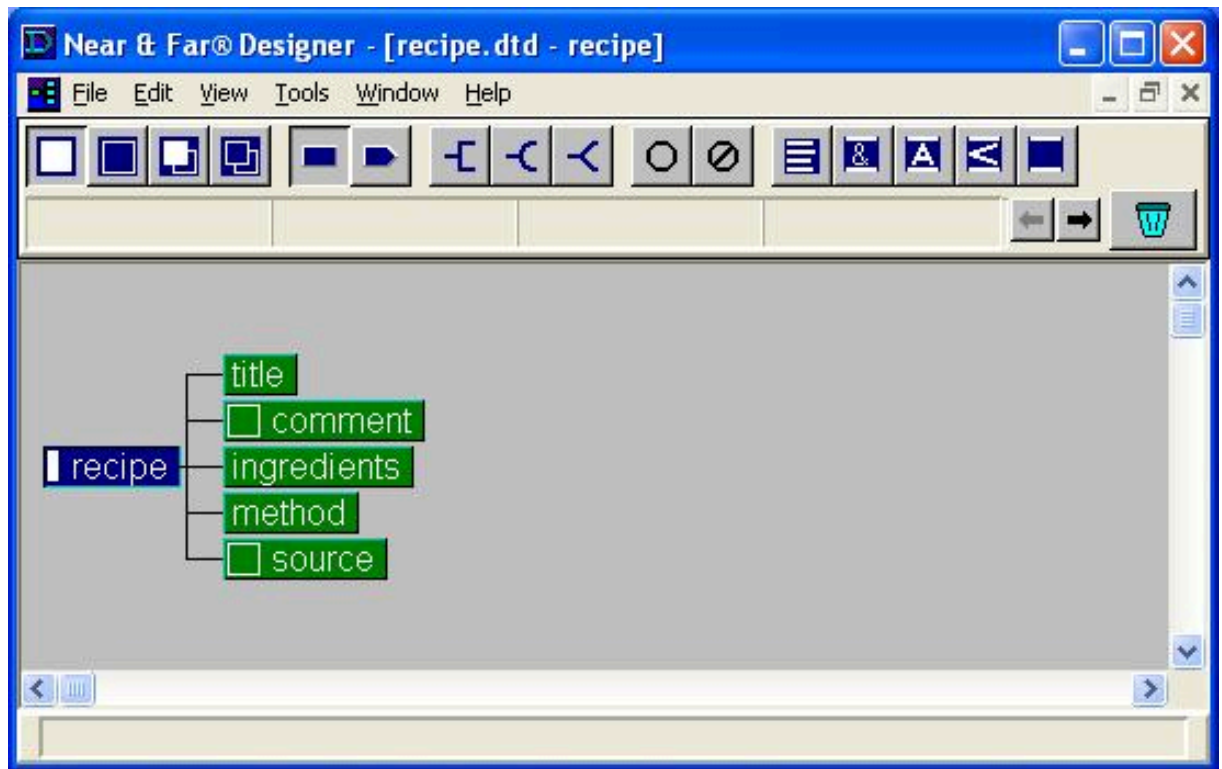 Near & Far® Designer - [recipe.dtd - recipe]
File Edit View Tools Window Help
& A
title
comment
recipe ingredients
method
source